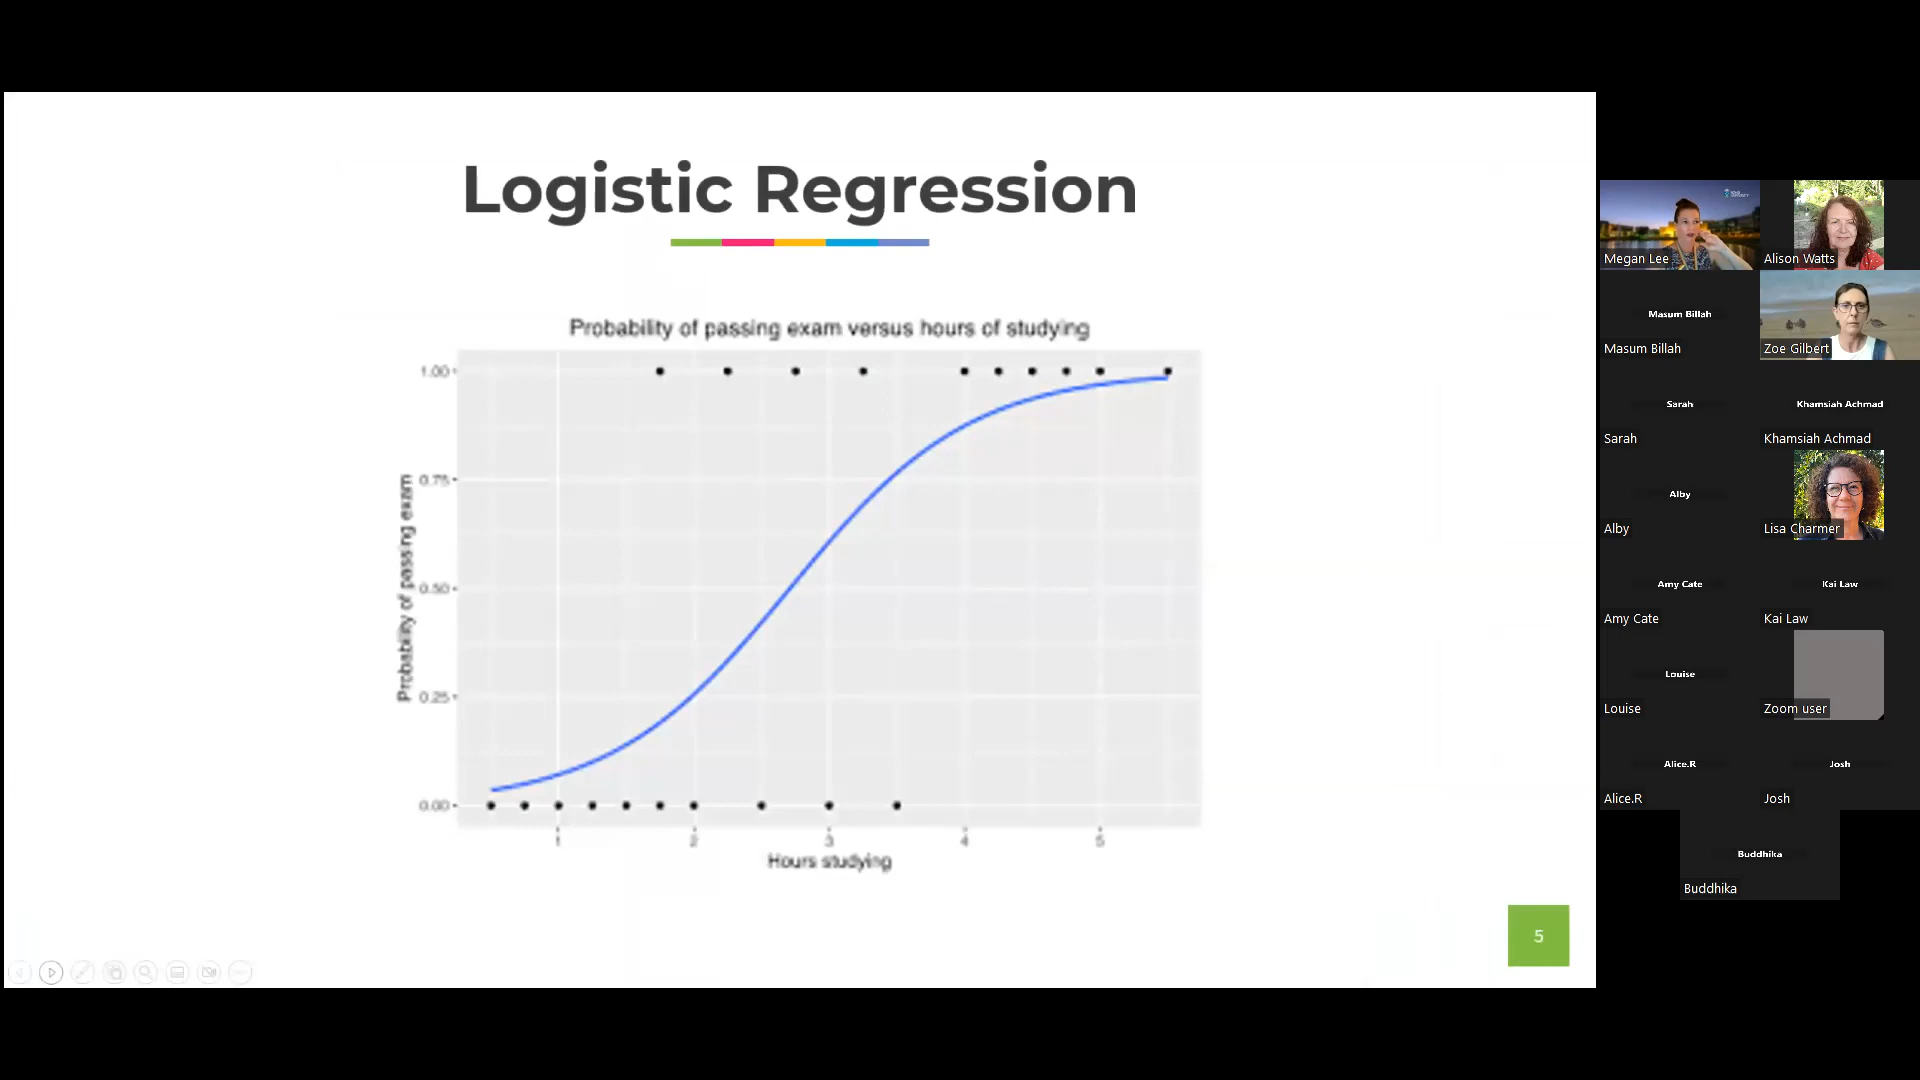 Logistic Regression
Probability of passing exam versus hours of studying
Probability of passing exam
1.00
0.75
0.50
0.25
0.00
1 2 3 4 5
Hours studying
5
Megan Lee
Alison Watts
Masum Billah
Masum Billah
Zoe Gilbert
Sarah
Khamsiah Achmad
Sarah
Khamsiah Achmad
Alby
Alby
Lisa Charmer
Amy Cate
Kai Law
Amy Cate
Kai Law
Louise
Louise
Zoom user
Alice.R
Josh
Alice.R
Josh
Buddhika
Buddhika